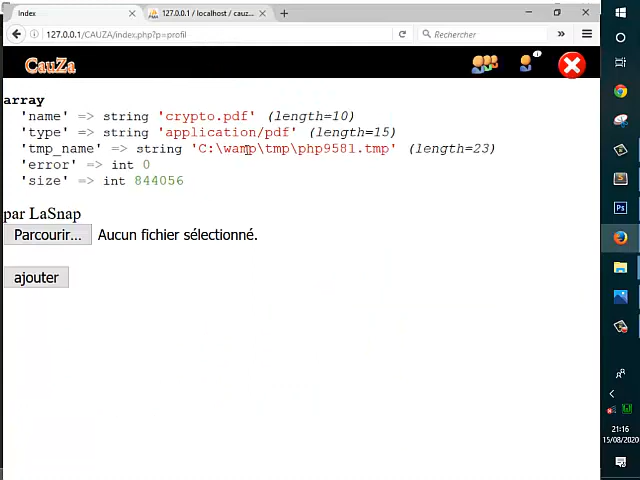 Index
127.0.0.1 / localhost / cauz...
127.0.0.1/CAUZA/index.php?p=profil
Rechercher
CauZa
array
'name' => string 'crypto.pdf' (length=10)
'type' => string 'application/pdf' (length=15)
'tmp_name' => string 'C:\wamp\tmp\php9581.tmp' (length=23)
'error' => int 0
'size' => int 844056
par LaSnap
Parcourir... Aucun fichier sélectionné.
ajouter
Ps
21:16
15/08/2020